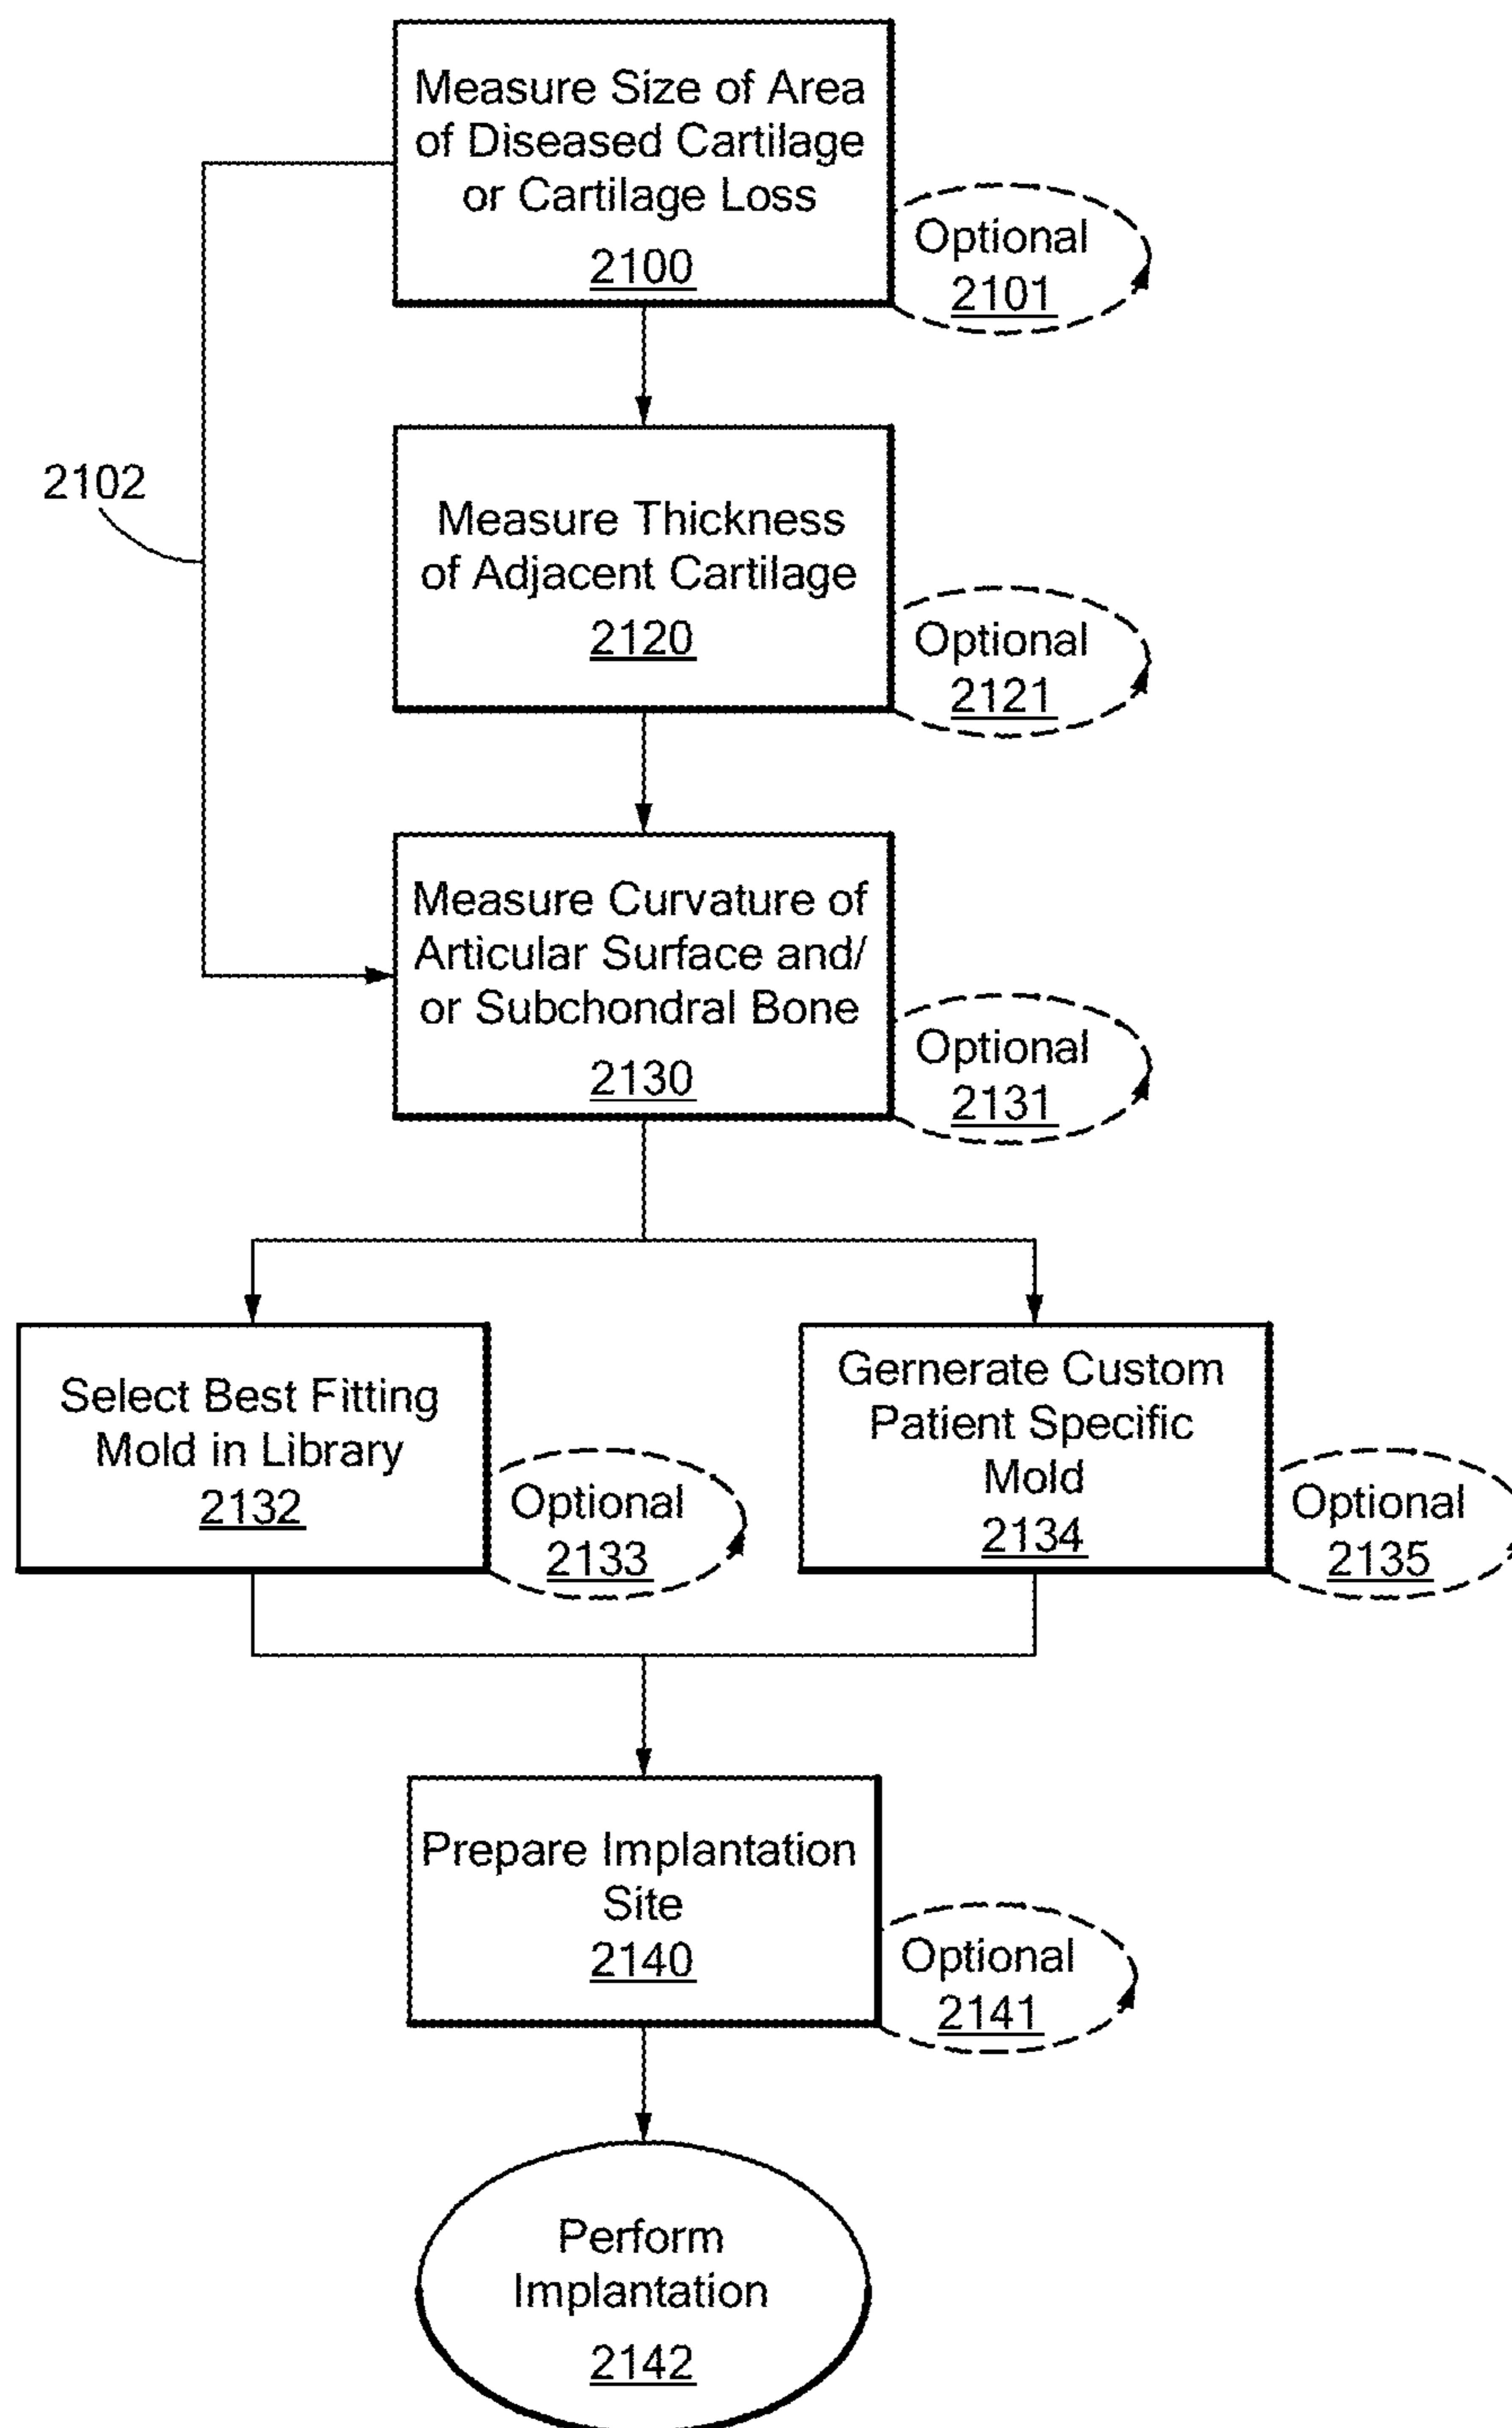 Measure Size of Area
of Diseased Cartilage
or Cartilage Loss
2100
Optional
2101
2102
Measure Thickness
of Adjacent Cartilage
2120
Optional
2121
Measure Curvature of
Articular Surface and/
or Subchondral Bone
2130
Optional
2131
Select Best Fitting
Mold in Library
2132
Optional
2133
Gernerate Custom
Patient Specific
Mold
2134
Optional
2135
Prepare Implantation
Site
2140
Optional
2141
Perform
Implantation
2142